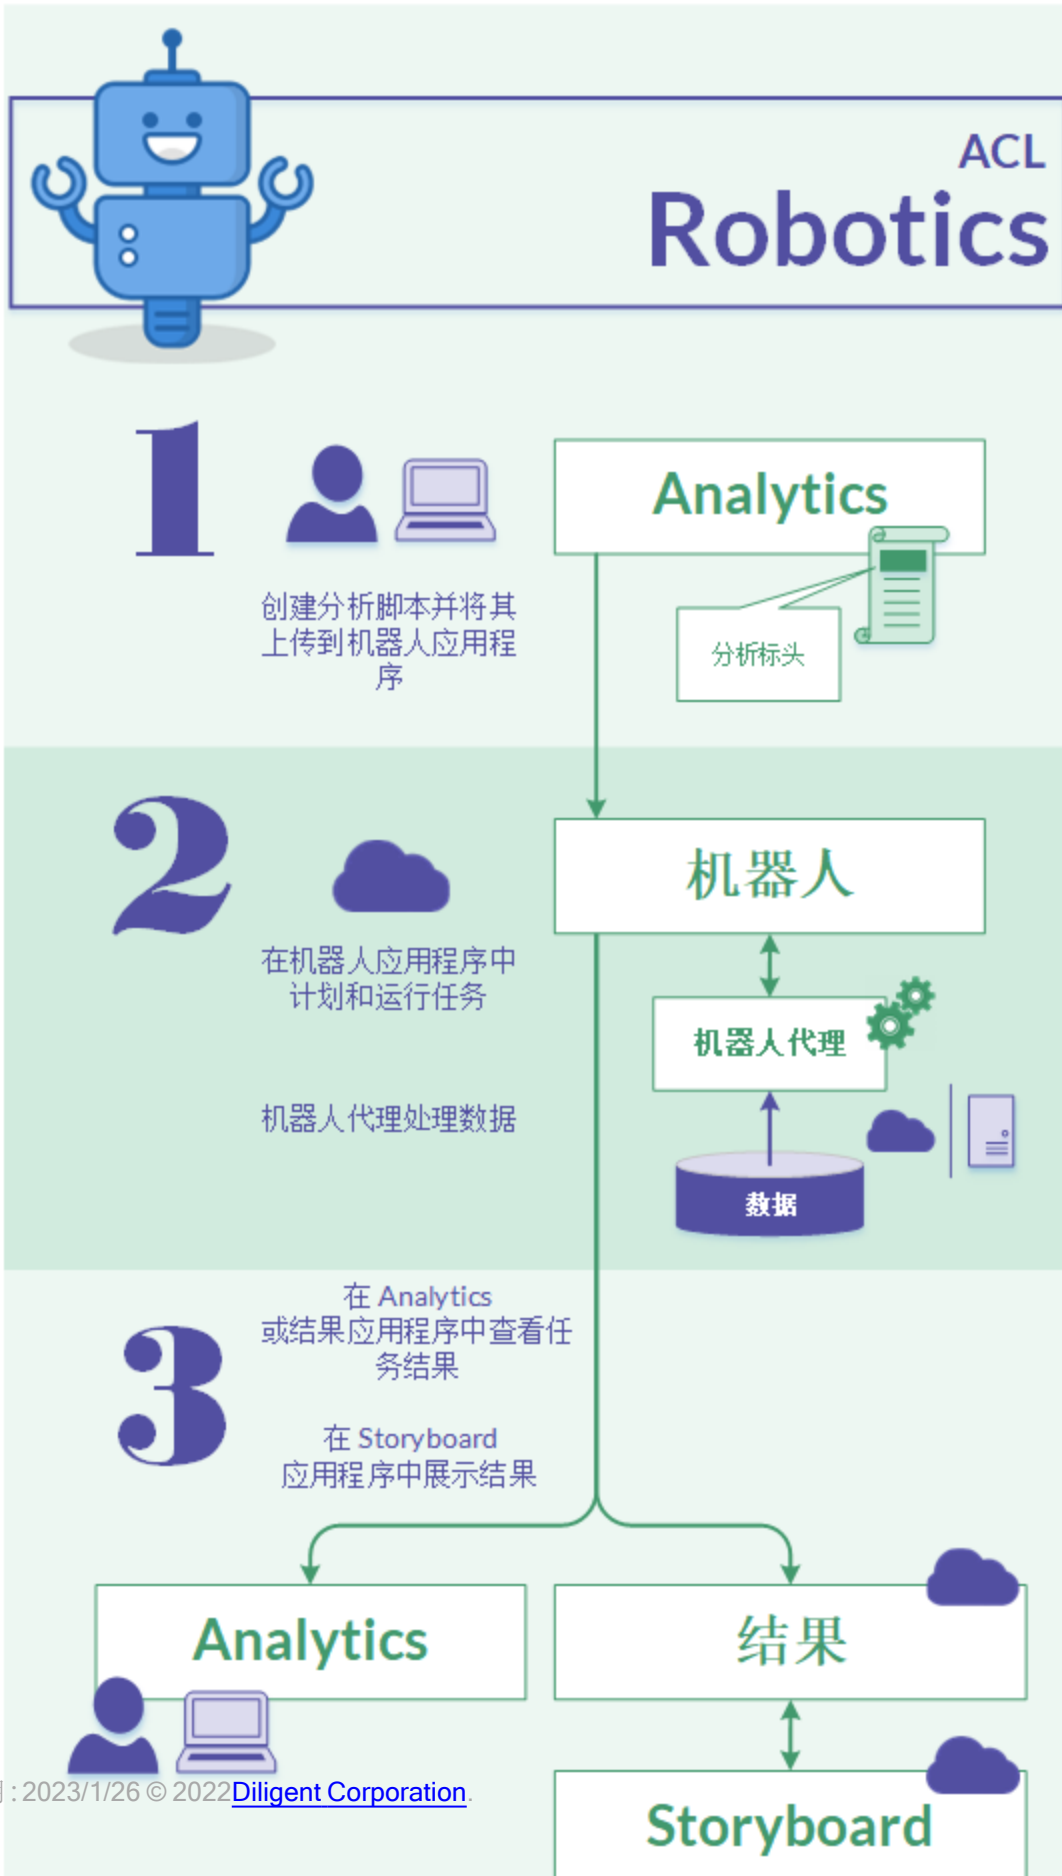 ACL
Robotics
1
Analytics
创建分析脚本并将其
上传到机器人应用程
序
分析标头
2
机器人
在机器人应用程序中
计划和运行任务
机器人代理
机器人代理处理数据
数据
3
在 Analytics
或结果应用程序中查看任
务结果
在 Storyboard
应用程序中展示结果
Analytics
结果
: 2023/1/26 © 2022 Diligent Corporation.
Storyboard